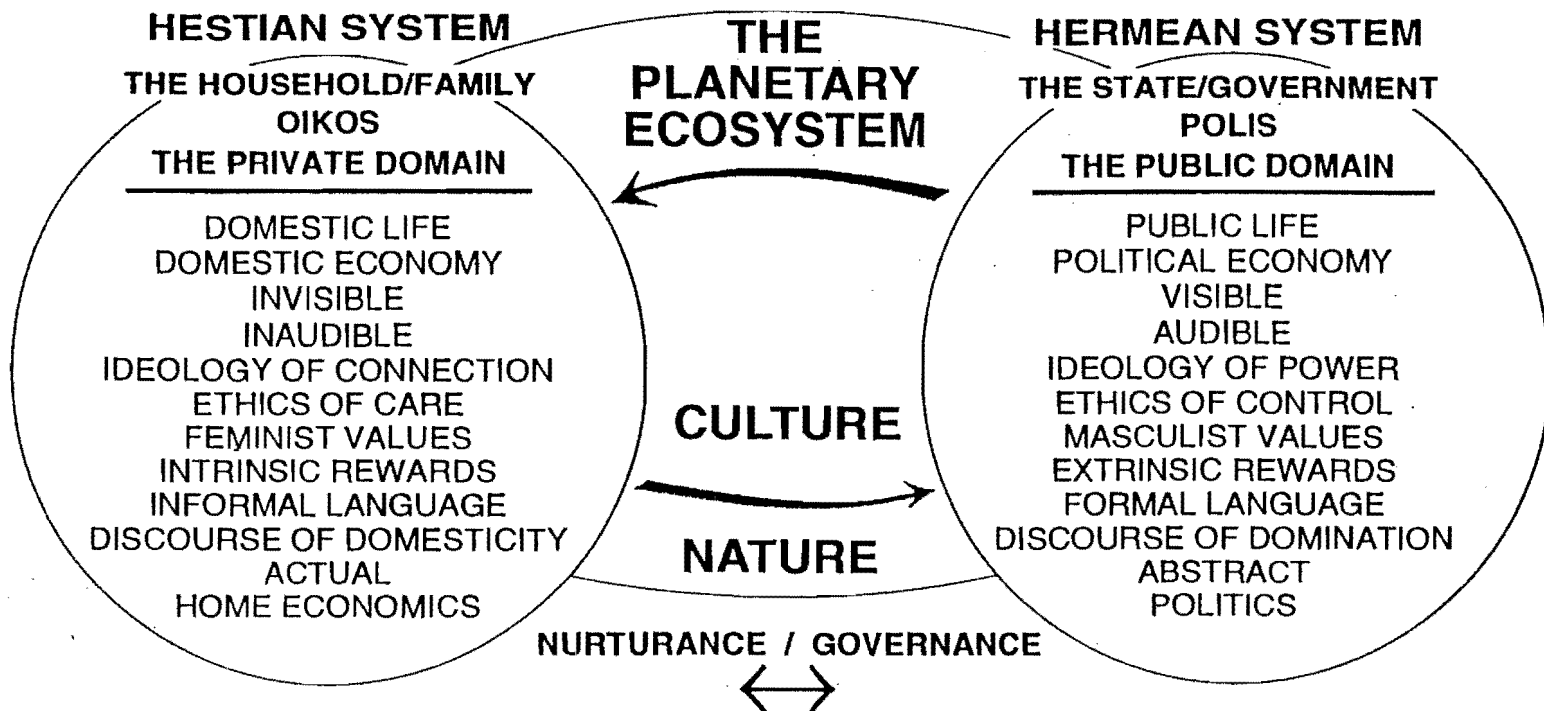 HESTIAN SYSTEM
THE HOUSEHOLD/FAMILY
OIKOS
THE PRIVATE DOMAIN
DOMESTIC LIFE
DOMESTIC ECONOMY
INVISIBLE
INAUDIBLE
IDEOLOGY OF CONNECTION
ETHICS OF CARE
FEMINIST VALUES
INTRINSIC REWARDS
INFORMAL LANGUAGE
DISCOURSE OF DOMESTICITY
ACTUAL
HOME ECONOMICS
THE
PLANETARY
ECOSYSTEM
CULTURE
NATURE
NURTURANCE / GOVERNANCE
HERMEAN SYSTEM
THE STATE/GOVERNMENT
POLIS
THE PUBLIC DOMAIN
PUBLIC LIFE
POLITICAL ECONOMY
VISIBLE
AUDIBLE
IDEOLOGY OF POWER
ETHICS OF CONTROL
MASCULIST VALUES
EXTRINSIC REWARDS
FORMAL LANGUAGE
DISCOURSE OF DOMINATION
ABSTRACT
POLITICS